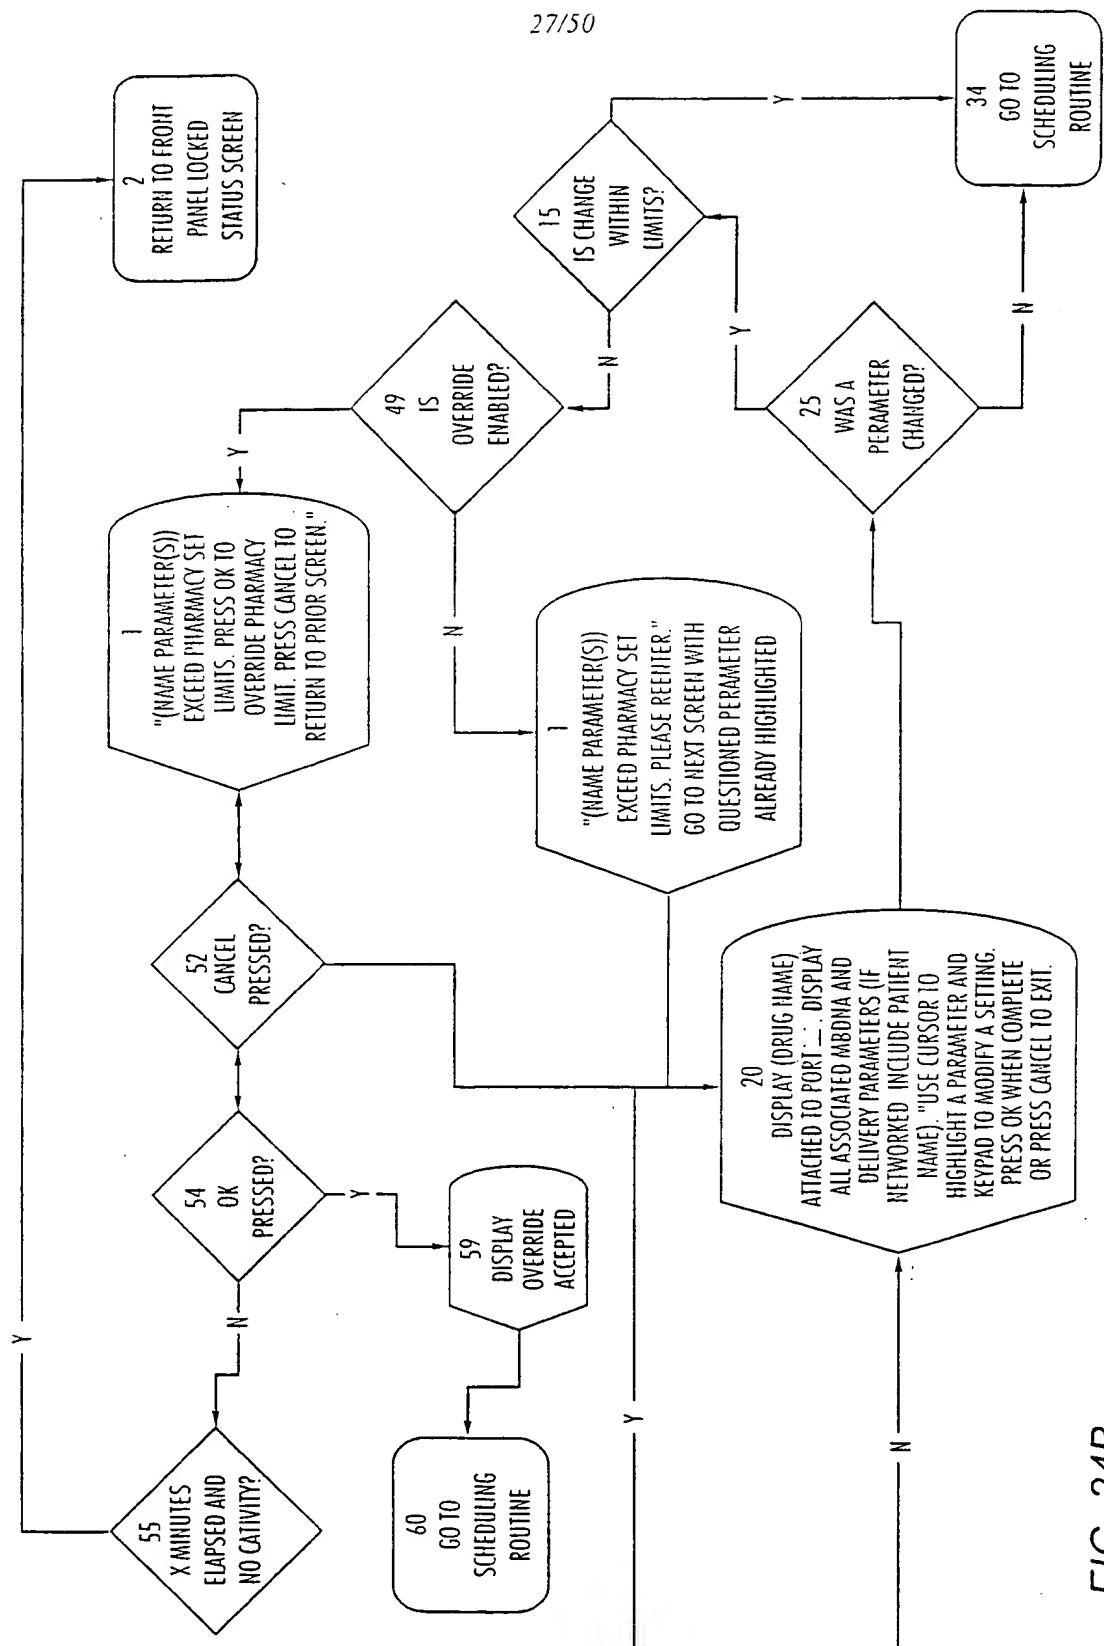 27/50
2
RETURN TO FRONT
PANEL LOCKED
STATUS SCREEN
Y
55
X MINUTES
ELAPSED AND
NO CATIVITY?
N
54
OK
PRESSED?
Y
52
CANCEL
PRESSED?
1
"(NAME PARAMETER(S))
EXCEED PHARMACY SET
LIMITS. PRESS OK TO
OVERRIDE PHARMACY
LIMIT. PRESS CANCEL TO
RETURN TO PRIOR SCREEN."
Y
49
IS
OVERRIDE
ENABLED?
N
15
IS CHANGE
WITHIN
LIMITS?
Y
N
34
GO TO
SCHEDULING
ROUTINE
59
DISPLAY
OVERRIDE
ACCEPTED
60
GO TO
SCHEDULING
ROUTINE
1
"(NAME PARAMETER(S))
EXCEED PHARMACY SET
LIMITS. PLEASE REENTER."
GO TO NEXT SCREEN WITH
QUESTIONED PERAMETER
ALREADY HIGHLIGHTED
25
WAS A
PERAMETER
CHANGED?
Y
N
20
DISPLAY (DRUG NAME)
ATTACHED TO PORT __. DISPLAY
ALL ASSOCIATED MBDNA AND
DELIVERY PARAMETERS (IF
NETWORKED INCLUDE PATIENT
NAME). "USE CURSOR TO
HIGHLIGHT A PARAMETER AND
KEYPAD TO MODIFY A SETTING.
PRESS OK WHEN COMPLETE
OR PRESS CANCEL TO EXIT.
Y
N
FIG. 24B